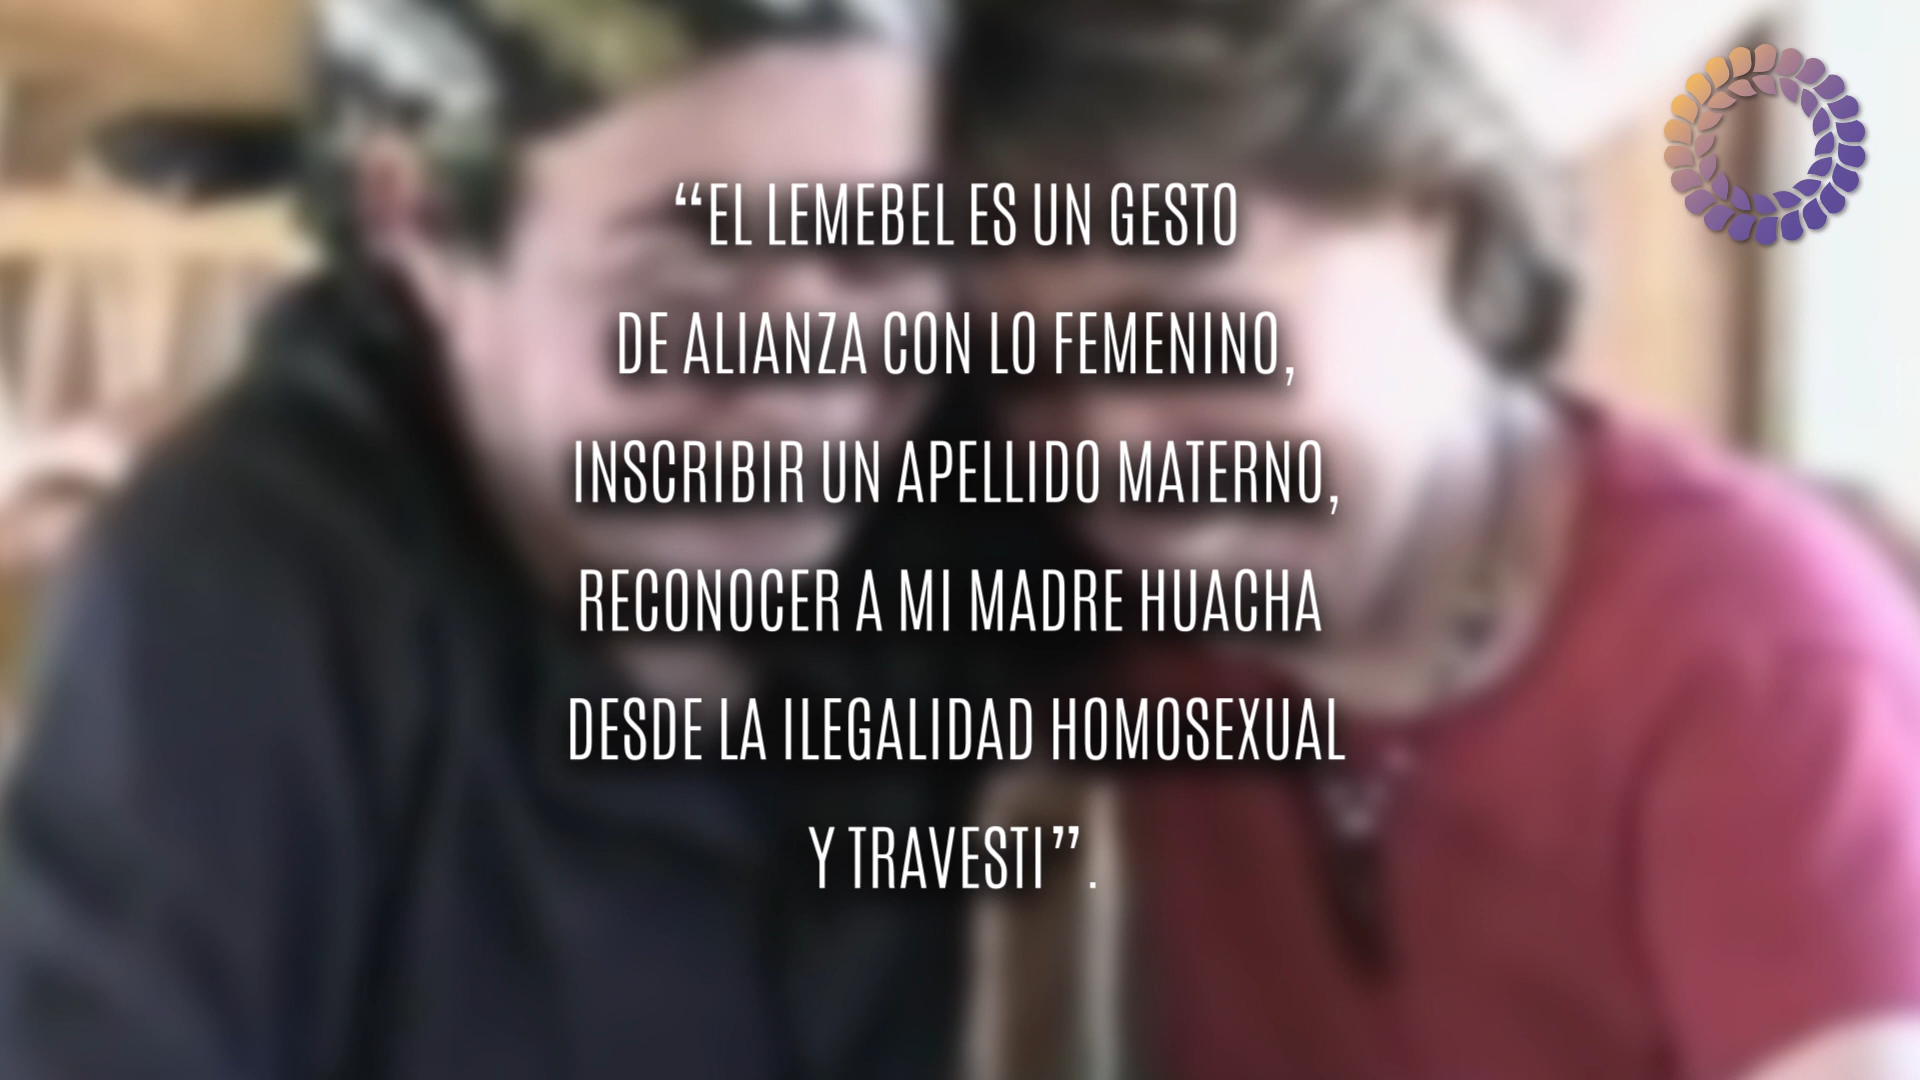 “EL LEMEBEL ES UN GESTO
DE ALIANZA CON LO FEMENINO,
INSCRIBIR UN APELLIDO MATERNO,
RECONOCER A MI MADRE HUACHA
DESDE LA ILEGALIDAD HOMOSEXUAL
Y TRAVESTI” .